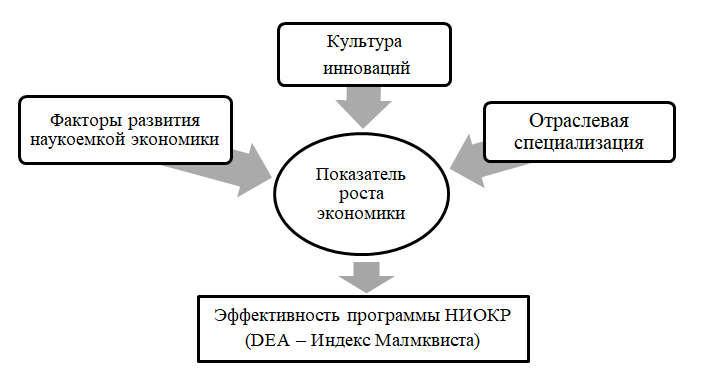 Культура
инноваций
Факторы развития
наукоемкой экономики
Отраслевая
специализация
Показатель
роста
экономики
Эффективность программы НИОКР
(DEA – Индекс Малмквиста)